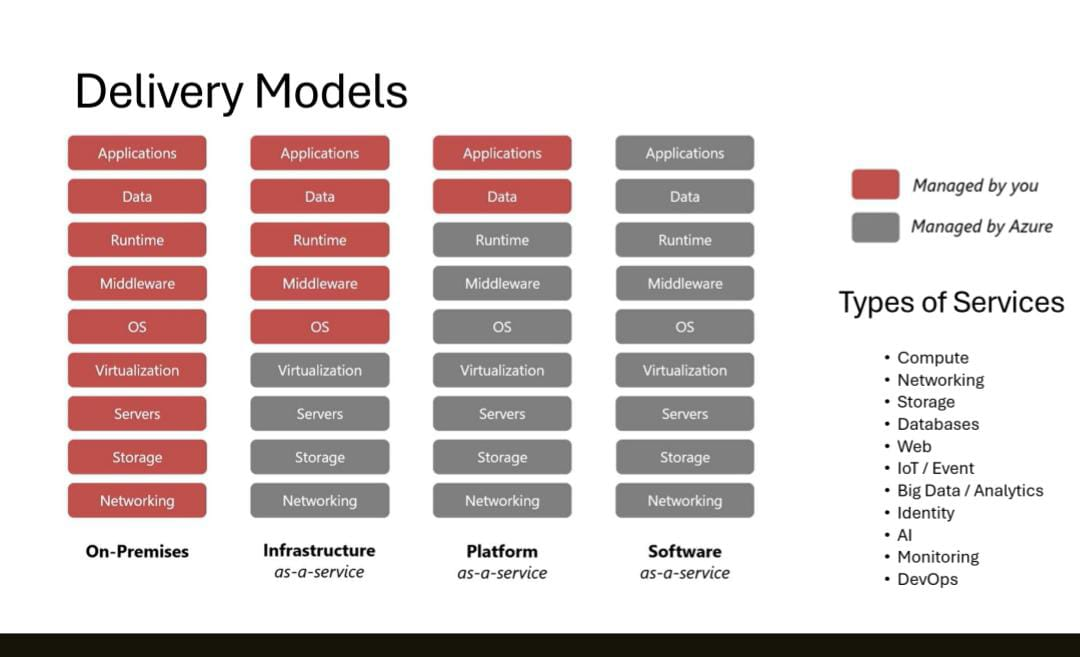 Delivery Models
Applications
Data
Runtime
Middleware
OS
Virtualization
Servers
Storage
Networking
On-Premises
Applications
Data
Runtime
Middleware
OS
Virtualization
Servers
Storage
Networking
Infrastructure
as-a-service
Applications
Data
Runtime
Middleware
OS
Virtualization
Servers
Storage
Networking
Platform
as-a-service
Applications
Data
Runtime
Middleware
OS
Virtualization
Servers
Storage
Networking
Software
as-a-service
Managed by you
Managed by Azure
Types of Services
• Compute
• Networking
• Storage
• Databases
• Web
• IoT / Event
• Big Data / Analytics
• Identity
• AI
• Monitoring
• DevOps